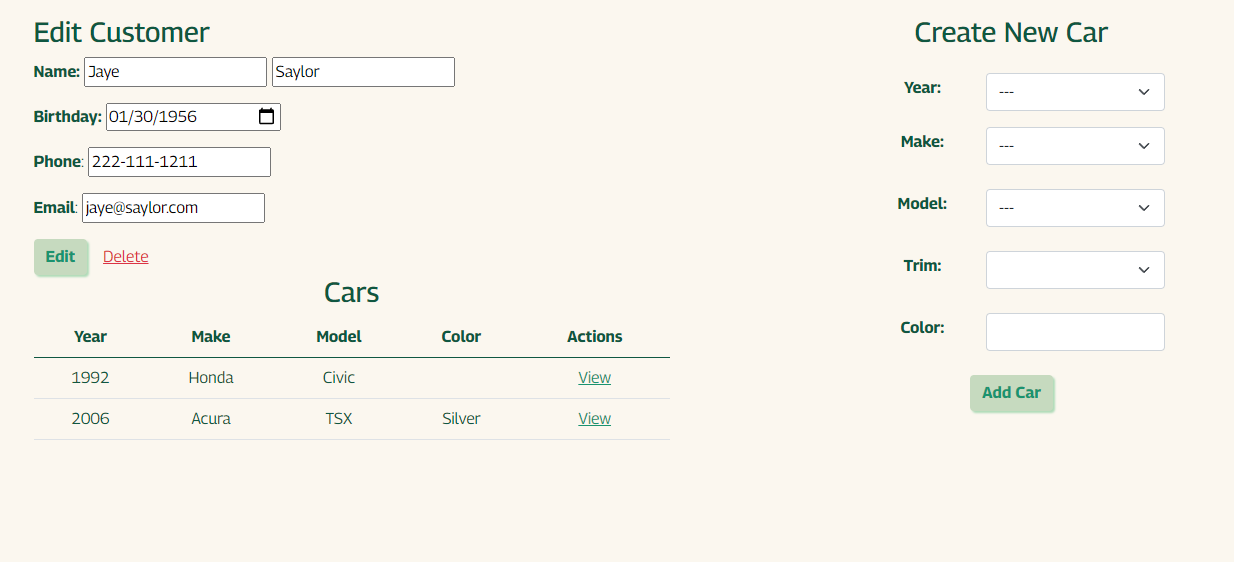 Edit Customer
Name: Jaye Saylor
Birthday: 01/30/1956
Phone: 222-111-1211
Email: jaye@saylor.com
Edit Delete
Cars
Year Make Model Color Actions
1992 Honda Civic View
2006 Acura TSX Silver View
Create New Car
Year: ---
Make: ---
Model: ---
Trim:
Color:
Add Car